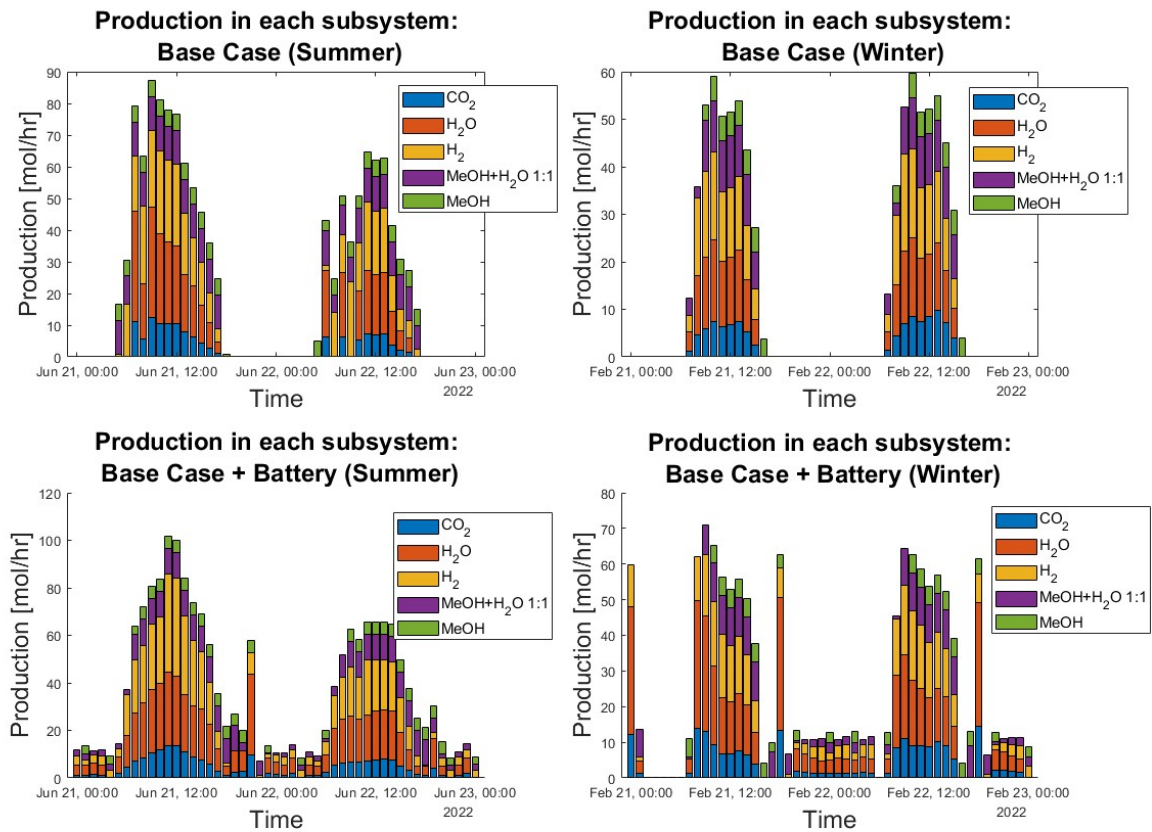 Production in each subsystem:
Base Case (Summer)
Production [mol/hr]
90
80
70
60
50
40
30
20
10
0
CO2
H2O
H2
MeOH+H2O 1:1
MeOH
Jun 21, 00:00 Jun 21, 12:00 Jun 22, 00:00 Jun 22, 12:00 Jun 23, 00:00
Time
2022
Production in each subsystem:
Base Case (Winter)
Production [mol/hr]
60
50
40
30
20
10
0
CO2
H2O
H2
MeOH+H2O 1:1
MeOH
Feb 21, 00:00 Feb 21, 12:00 Feb 22, 00:00 Feb 22, 12:00 Feb 23, 00:00
Time
2022
Production in each subsystem:
Base Case + Battery (Summer)
Production [mol/hr]
120
100
80
60
40
20
0
CO2
H2O
H2
MeOH+H2O 1:1
MeOH
Jun 21, 00:00 Jun 21, 12:00 Jun 22, 00:00 Jun 22, 12:00 Jun 23, 00:00
Time
2022
Production in each subsystem:
Base Case + Battery (Winter)
Production [mol/hr]
80
70
60
50
40
30
20
10
0
CO2
H2O
H2
MeOH+H2O 1:1
MeOH
Feb 21, 00:00 Feb 21, 12:00 Feb 22, 00:00 Feb 22, 12:00 Feb 23, 00:00
Time
2022